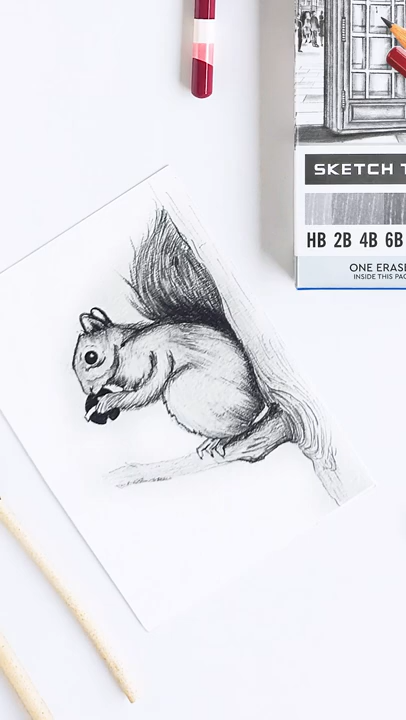 SKETCH T
HB 2B 4B 6B
ONE ERAS
INSIDE THIS PAC